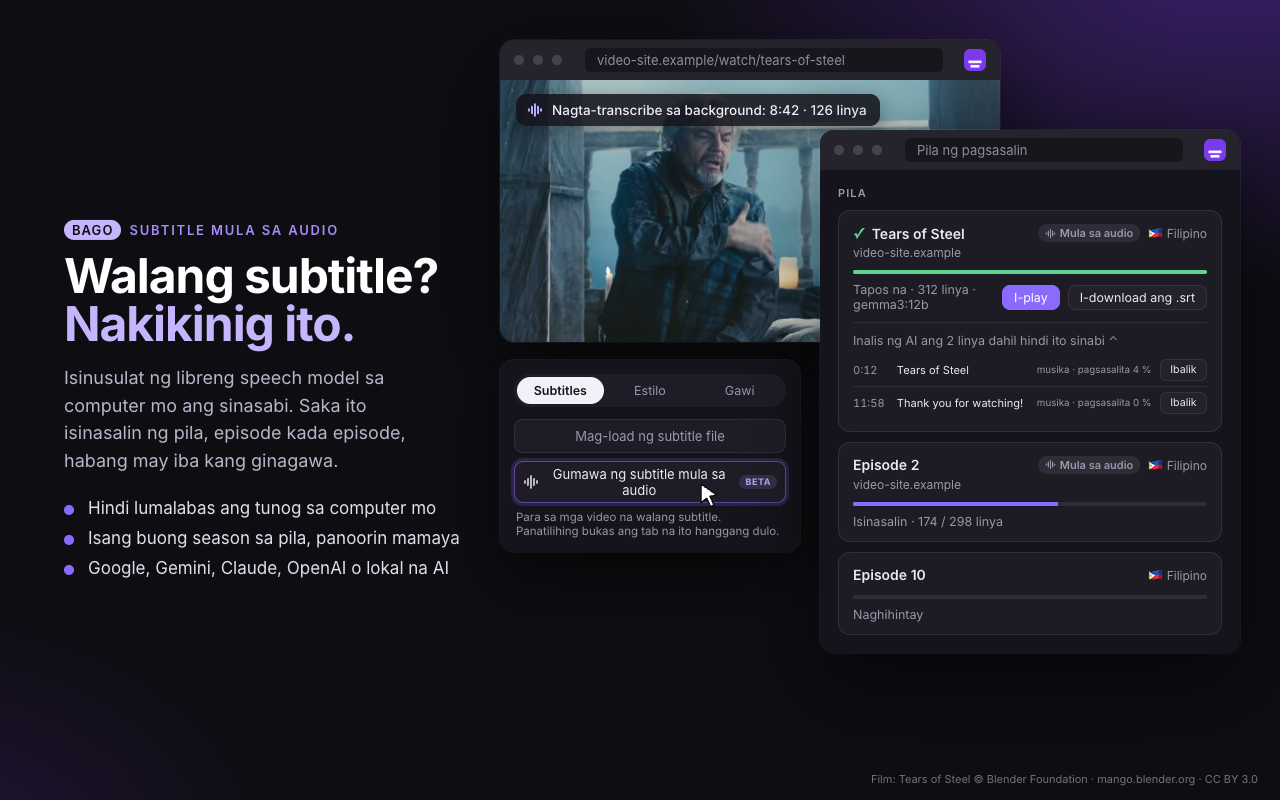 BAGO SUBTITLE MULA SA AUDIO
Walang subtitle?
Nakikinig ito.
Isinusulat ng libreng speech model sa
computer mo ang sinasabi. Saka ito
isinasalin ng pila, episode kada episode,
habang may iba kang ginagawa.
Hindi lumalabas ang tunog sa computer mo
Isang buong season sa pila, panoorin mamaya
Google, Gemini, Claude, OpenAI o lokal na AI
video-site.example/watch/tears-of-steel
Nagta-transcribe sa background: 8:42 · 126 linya
Subtitles Estilo Gawi
Mag-load ng subtitle file
Gumawa ng subtitle mula sa
audio
BETA
Para sa mga video na walang subtitle.
Panatilihing bukas ang tab na ito hanggang dulo.
Pila ng pagsasalin
PILA
✓ Tears of Steel Mula sa audio 🇵🇭 Filipino
video-site.example
Tapos na · 312 linya ·
gemma3:12b
I-play I-download ang .srt
Inalis ng AI ang 2 linya dahil hindi ito sinabi ^
0:12 Tears of Steel musika · pagsasalita 4 % Ibalik
11:58 Thank you for watching! musika · pagsasalita 0 % Ibalik
Episode 2 Mula sa audio 🇵🇭 Filipino
video-site.example
Isinasalin · 174 / 298 linya
Episode 10 🇵🇭 Filipino
Naghihintay
Film: Tears of Steel © Blender Foundation · mango.blender.org · CC BY 3.0